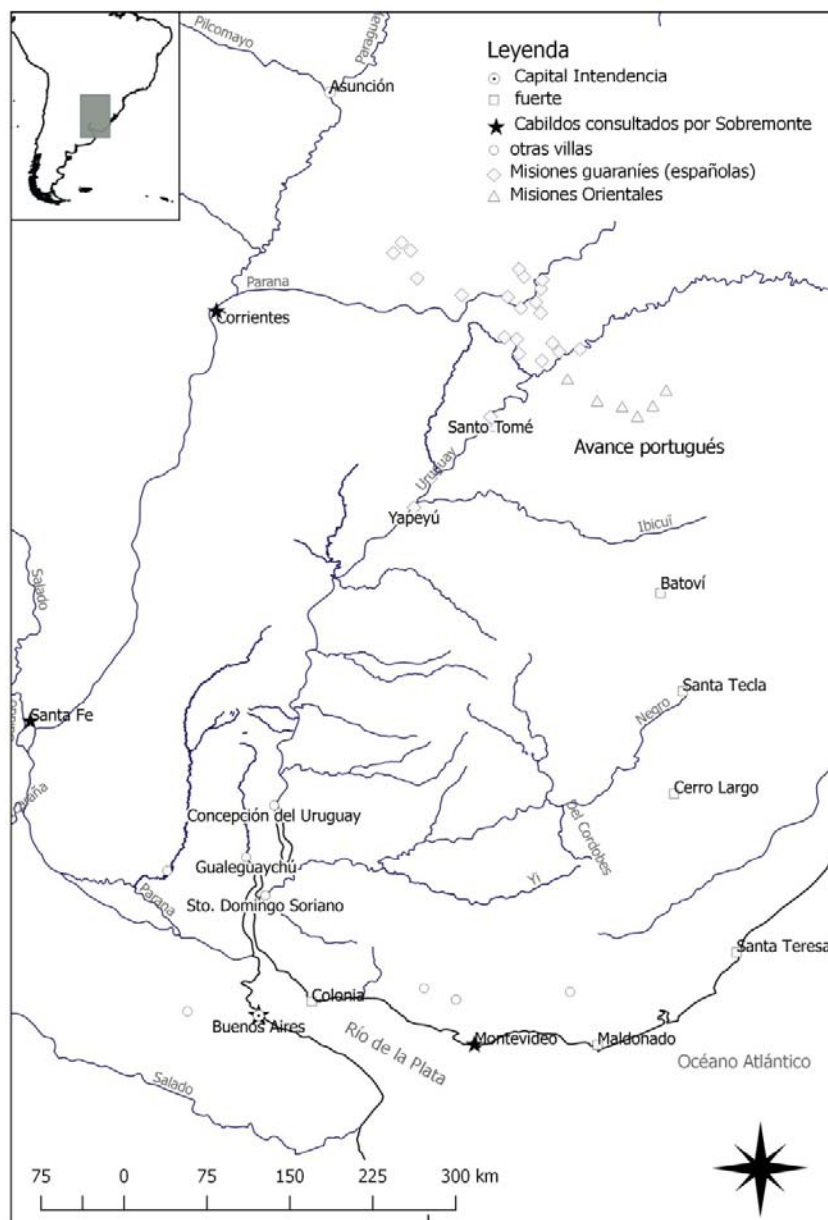 Pilcomayo
Paraguay
Asunción
Leyenda
Capital Intendencia
fuerte
Cabildos consultados por Sobremonte
otras villas
Misiones guaraníes (españolas)
Misiones Orientales
Parana
Corrientes
Santo Tomé
Avance portugués
Uruguay
Yapeyú
Ibicuí
Salado
Batoví
Santa Tecla
Negro
Santa Fe
Cerro Largo
Concepción del Uruguay
Del Cordobes
Gualeguaychú
Yi
Parana
Sto. Domingo Soriano
Santa Teresa
Colonia
Buenos Aires
Río de la Plata
Montevideo
Maldonado
Océano Atlántico
Salado
75 0 75 150 225 300 km